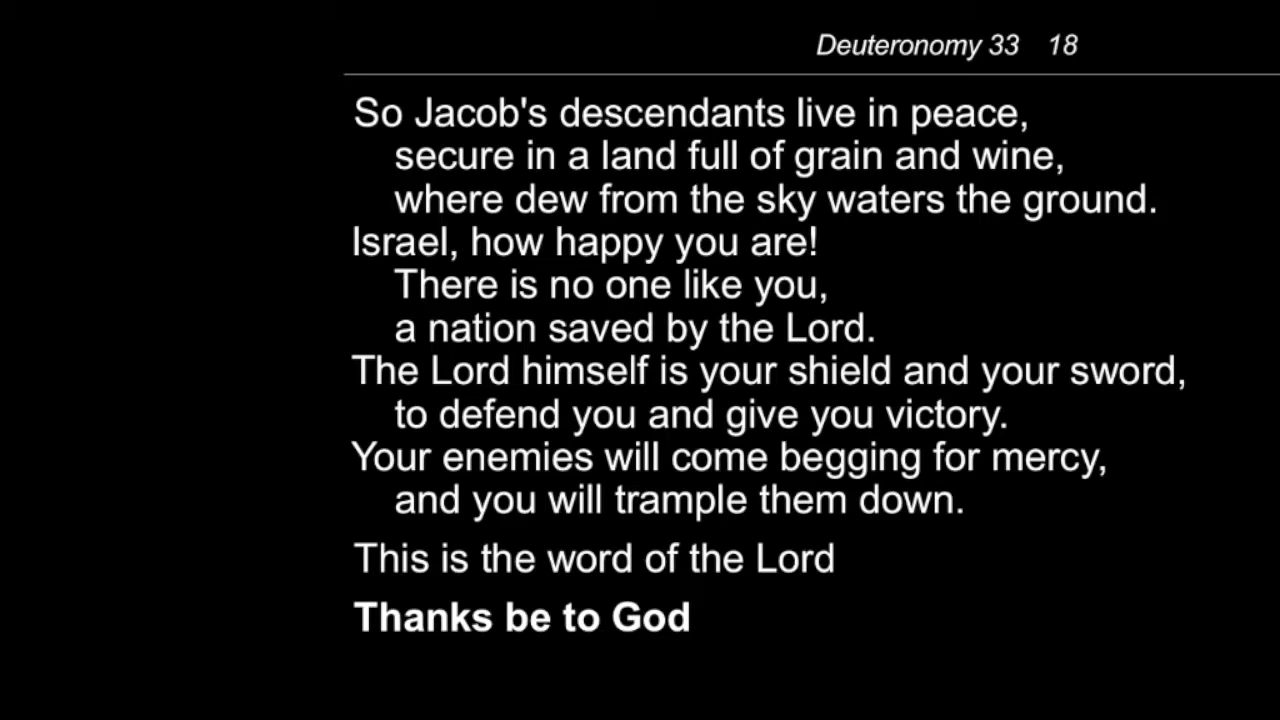 Deuteronomy 33 18
So Jacob's descendants live in peace,
secure in a land full of grain and wine,
where dew from the sky waters the ground.
Israel, how happy you are!
There is no one like you,
a nation saved by the Lord.
The Lord himself is your shield and your sword,
to defend you and give you victory.
Your enemies will come begging for mercy,
and you will trample them down.
This is the word of the Lord
Thanks be to God